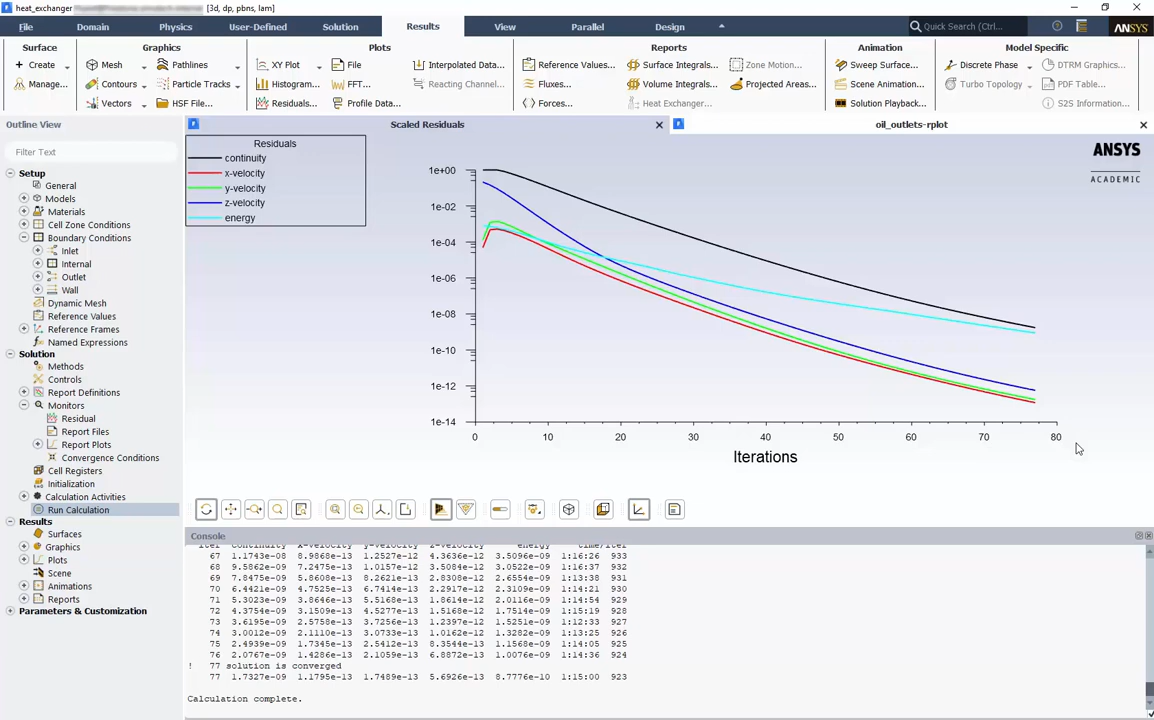 heat_exchanger [3d, dp, pbns, lam]
File Domain Physics User-Defined Solution Results View Parallel Design Quick Search (Ctrl... ANSYS
Surface Graphics Plots Reports Animation Model Specific
+ Create Mesh Pathlines XY Plot File Interpolated Data... Reference Values... Surface Integrals... Zone Motion... Sweep Surface... Discrete Phase DTRM Graphics...
Manage... Contours Particle Tracks Histogram... FFT... Reacting Channel... Fluxes... Volume Integrals... Projected Areas... Scene Animation... Turbo Topology PDF Table...
Vectors HSF File... Residuals... Profile Data... Forces... Heat Exchanger... Solution Playback... S2S Information...
Outline View
Scaled Residuals
oil_outlets-rplot
Filter Text
Setup
General
Models
Materials
Cell Zone Conditions
Boundary Conditions
Inlet
Internal
Outlet
Wall
Dynamic Mesh
Reference Values
Reference Frames
Named Expressions
Solution
Methods
Controls
Report Definitions
Monitors
Residual
Report Files
Report Plots
Convergence Conditions
Cell Registers
Initialization
Calculation Activities
Run Calculation
Results
Surfaces
Graphics
Plots
Scene
Animations
Reports
Parameters & Customization
Residuals
continuity
x-velocity
y-velocity
z-velocity
energy
ANSYS
ACADEMIC
1e+00
1e-02
1e-04
1e-06
1e-08
1e-10
1e-12
1e-14
0 10 20 30 40 50 60 70 80
Iterations
Console
iter continuity x-velocity y-velocity z-velocity energy time/iter
67 1.1743e-08 8.9868e-13 1.2527e-12 4.3636e-12 3.5096e-09 1:16:26 933
68 9.5862e-09 7.2475e-13 1.0157e-12 3.5084e-12 3.0522e-09 1:16:37 932
69 7.8475e-09 5.8608e-13 8.2621e-13 2.8308e-12 2.6554e-09 1:13:38 931
70 6.4421e-09 4.7525e-13 6.7414e-13 2.2917e-12 2.3109e-09 1:14:21 930
71 5.3023e-09 3.8646e-13 5.5168e-13 1.8614e-12 2.0116e-09 1:14:54 929
72 4.3754e-09 3.1509e-13 4.5277e-13 1.5168e-12 1.7514e-09 1:15:19 928
73 3.6195e-09 2.5758e-13 3.7256e-13 1.2397e-12 1.5251e-09 1:12:33 927
74 3.0012e-09 2.1110e-13 3.0733e-13 1.0162e-12 1.3282e-09 1:13:25 926
75 2.4939e-09 1.7345e-13 2.5412e-13 8.3544e-13 1.1568e-09 1:14:05 925
76 2.0767e-09 1.4286e-13 2.1059e-13 6.8872e-13 1.0076e-09 1:14:36 924
! 77 solution is converged
77 1.7327e-09 1.1795e-13 1.7489e-13 5.6926e-13 8.7776e-10 1:15:00 923
Calculation complete.